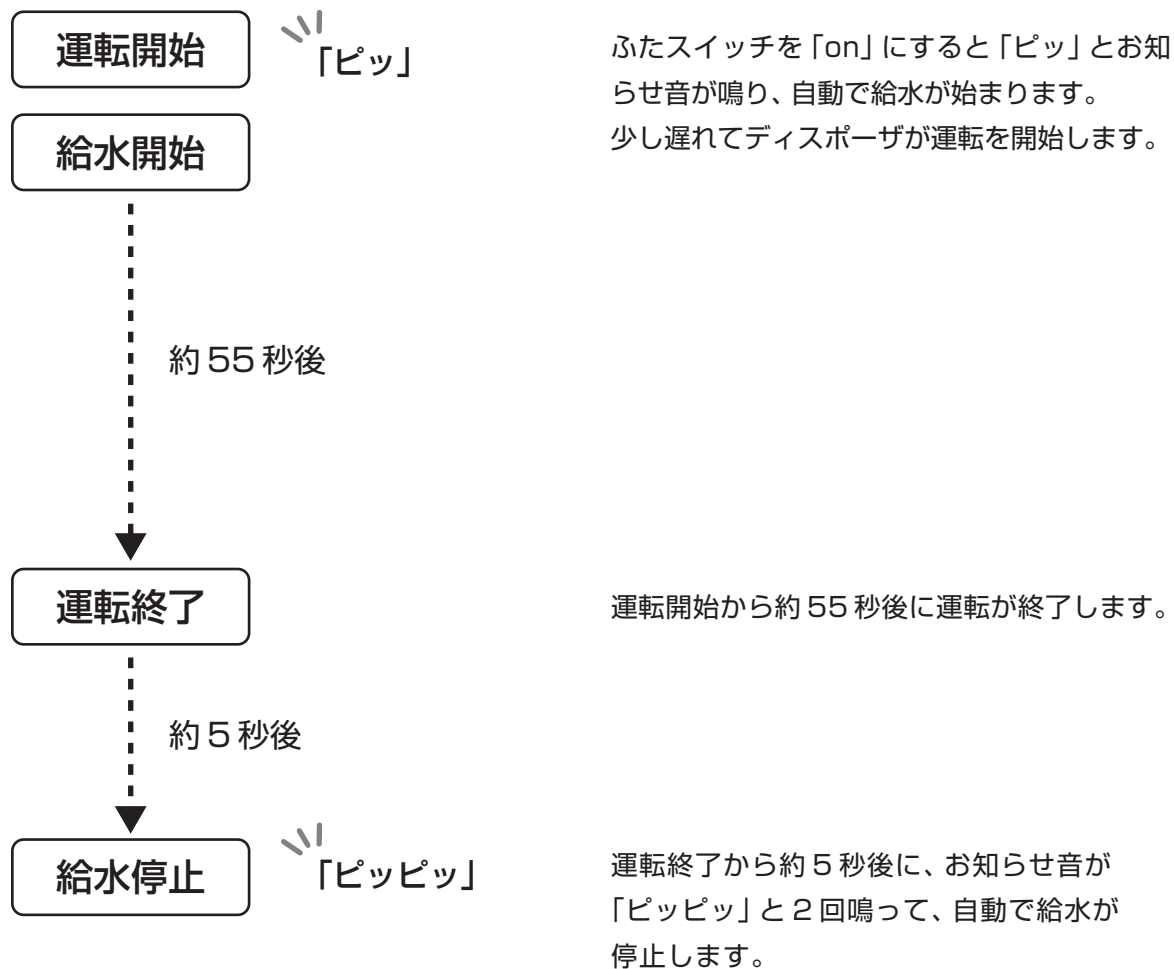 運転開始
「ピッ」
ふたスイッチを「on」にすると「ピッ」とお知
らせ音が鳴り、自動で給水が始まります。
少し遅れてディスポーザが運転を開始します。
給水開始
約55秒後
運転終了
運転開始から約55秒後に運転が終了します。
約5秒後
給水停止
「ピッピッ」
運転終了から約5秒後に、お知らせ音が
「ピッピッ」と2回鳴って、自動で給水が
停止します。